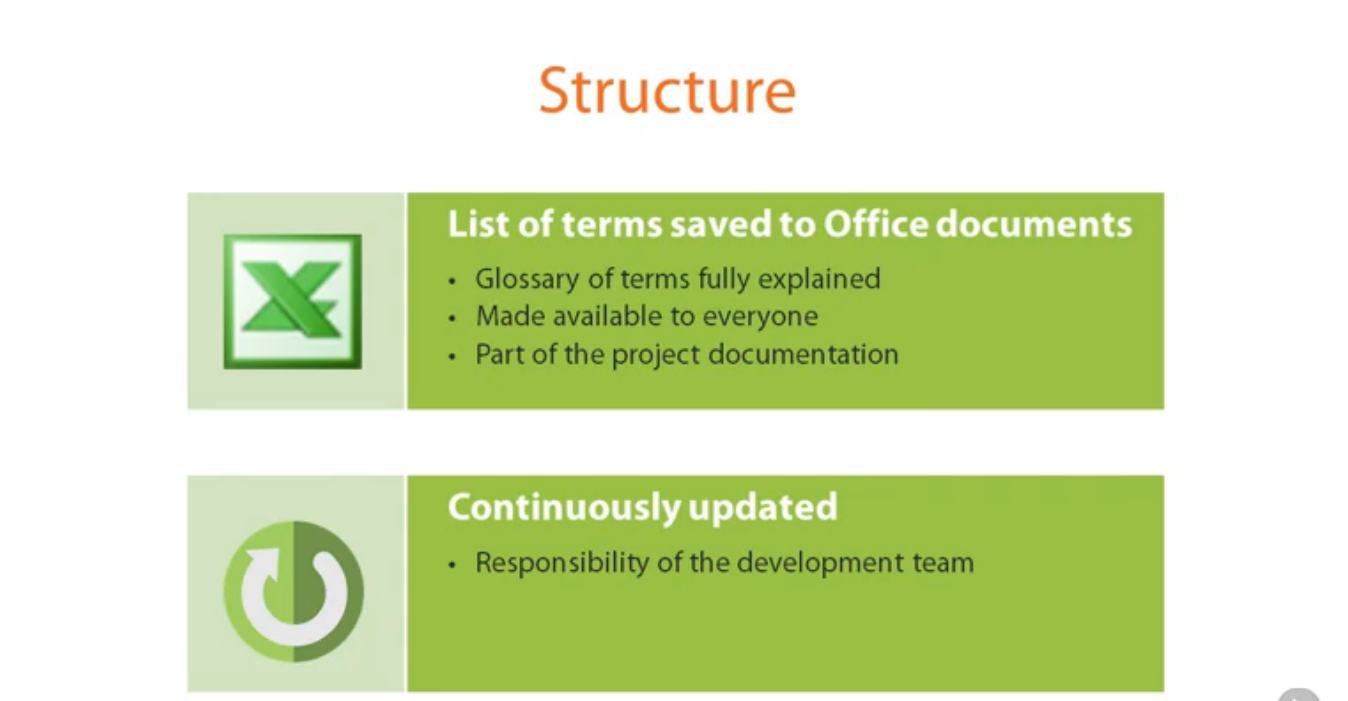 Structure
List of terms saved to Office documents
• Glossary of terms fully explained
• Made available to everyone
• Part of the project documentation
Continuously updated
• Responsibility of the development team